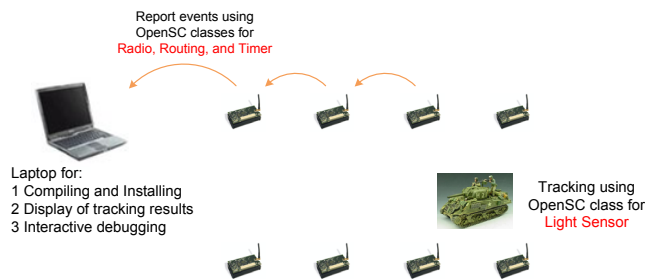 Report events using
OpenSC classes for
Radio, Routing, and Timer
Laptop for:
1 Compiling and Installing
2 Display of tracking results
3 Interactive debugging
Tracking using
OpenSC class for
Light Sensor